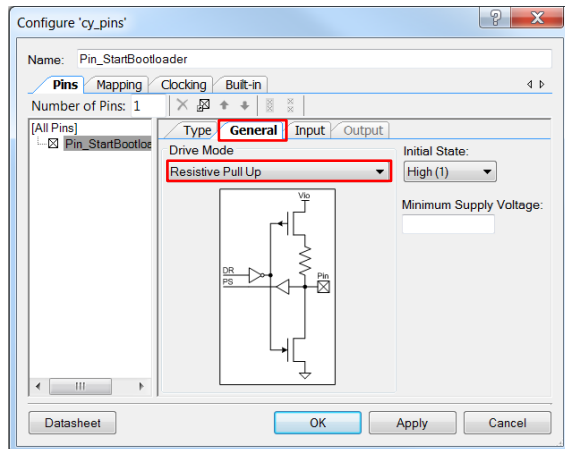 Configure 'cy_pins'
Name: Pin_StartBootloader
Pins Mapping Clocking Built-in
Number of Pins: 1
[All Pins]
Pin_StartBootloa
Type General Input Output
Drive Mode
Initial State:
Resistive Pull Up
High (1)
Minimum Supply Voltage:
Vio
DR
PS
Pin
Datasheet
OK
Apply
Cancel